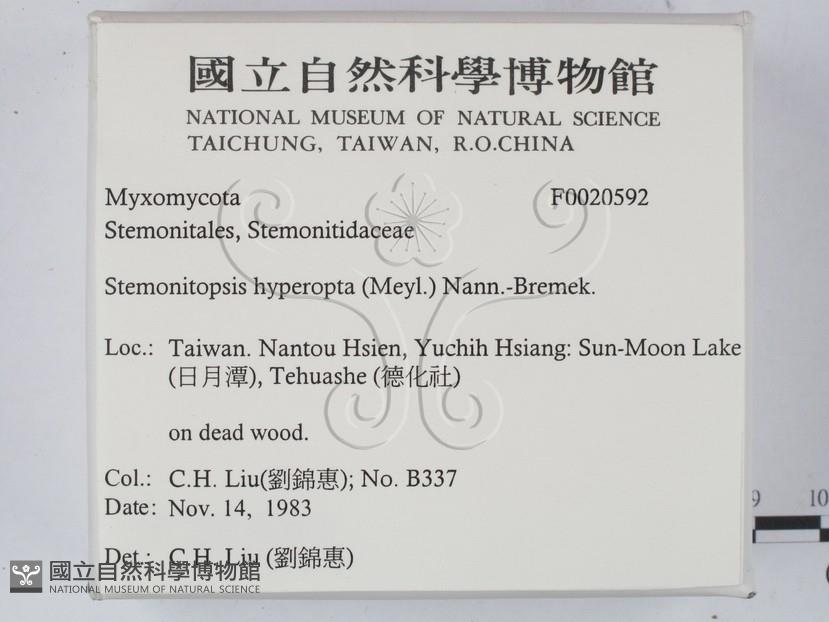 國立自然科學博物館
NATIONAL MUSEUM OF NATURAL SCIENCE
TAICHUNG, TAIWAN, R.O.CHINA
Myxomycota F0020592
Stemonitales, Stemonitidaceae
Stemonitopsis hyperopta (Meyl.) Nann.-Bremek.
Loc.: Taiwan. Nantou Hsien, Yuchih Hsiang: Sun-Moon Lake
(日月潭), Tehuashe (德化社)
on dead wood.
Col.: C.H. Liu(劉錦惠); No. B337
Date: Nov. 14, 1983
Det.: C.H. Liu (劉錦惠)
國立自然科學博物館
NATIONAL MUSEUM OF NATURAL SCIENCE
9 10